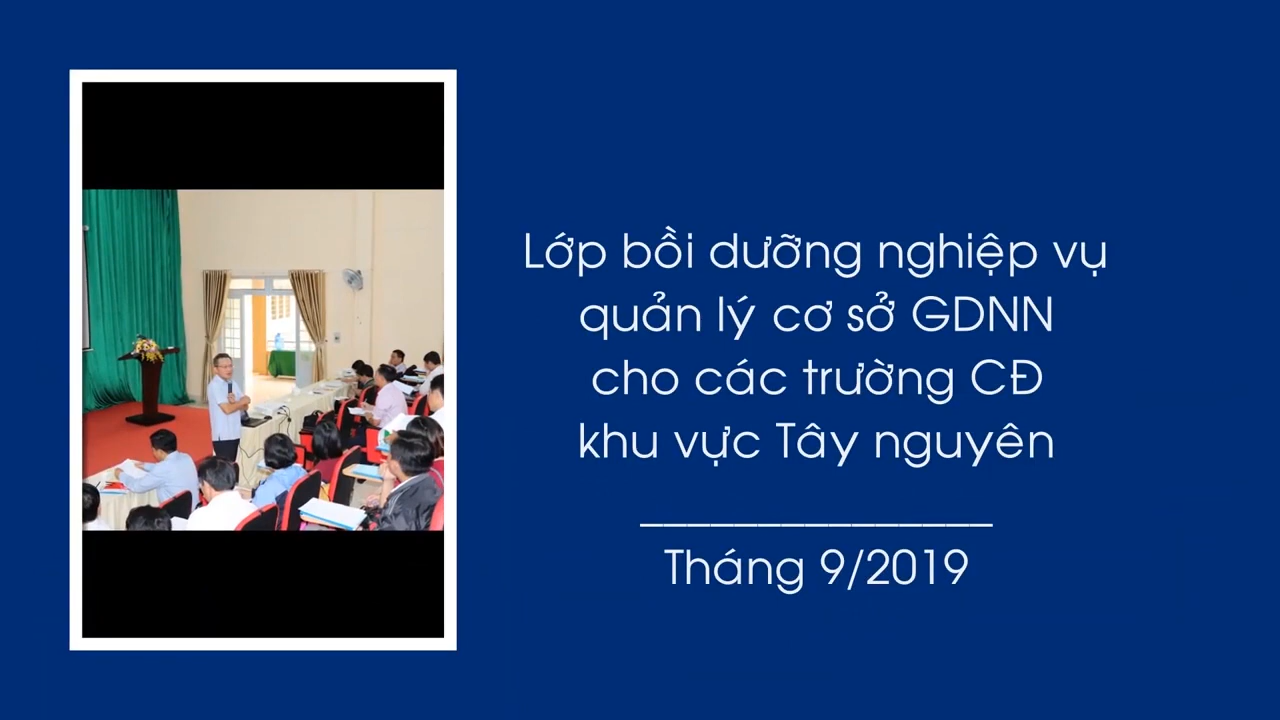 Lớp bồi dưỡng nghiệp vụ
quản lý cơ sở GDNN
cho các trường CĐ
khu vực Tây nguyên
_______________
Tháng 9/2019